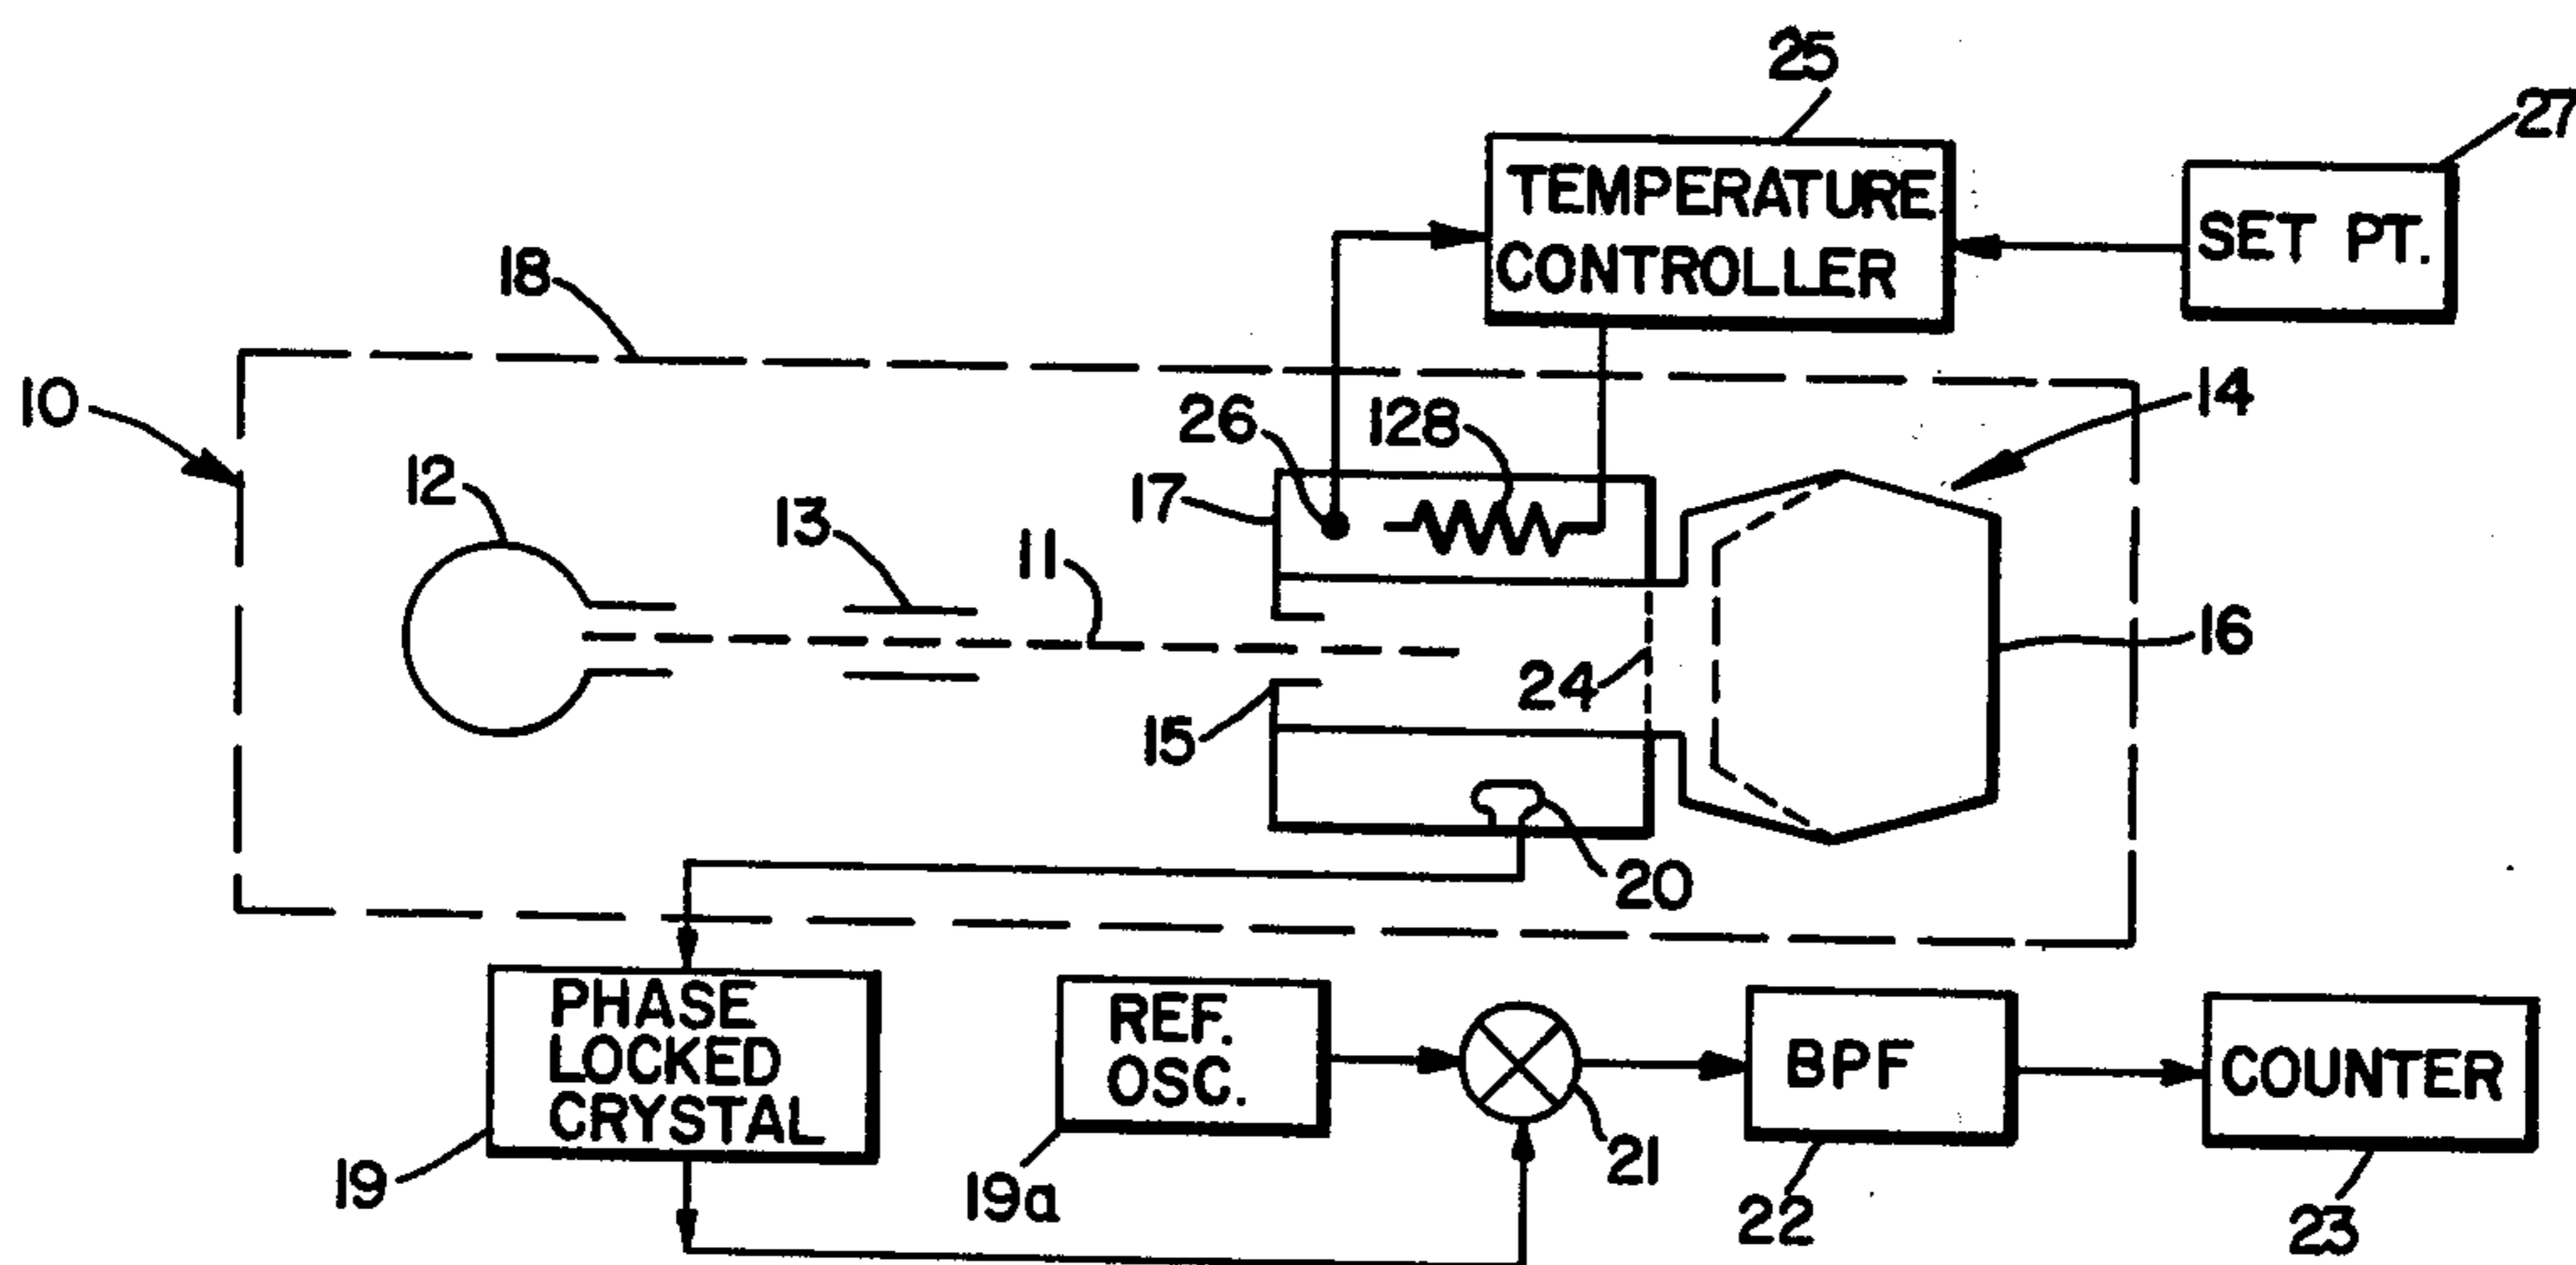 25
27
TEMPERATURE
CONTROLLER
SET PT.
18
10
14
26
128
12
17
13
11
16
24
15
20
PHASE
LOCKED
CRYSTAL
REF.
OSC.
BPF
COUNTER
19
19a
21
22
23